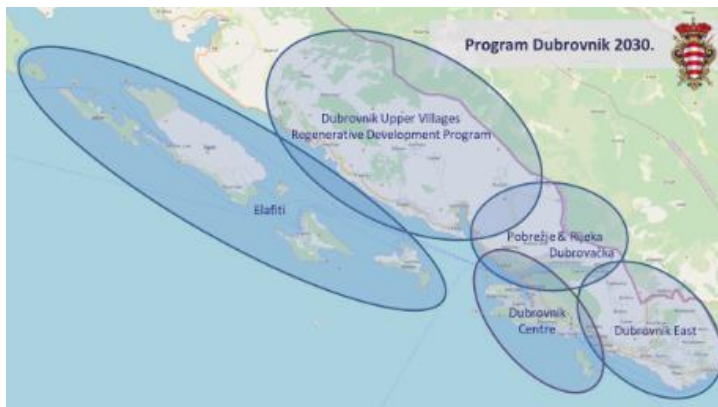 Program Dubrovnik 2030.
Dubrovnik Upper Villages
Regenerative Development Program
Elafiti
Pobrežje & Rijeka
Dubrovačka
Dubrovnik
Centre
Dubrovnik East